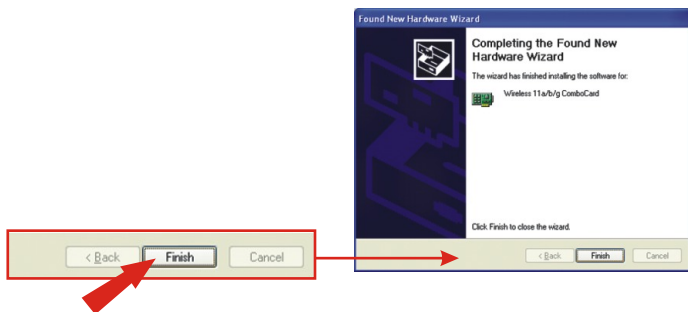 Found New Hardware Wizard
Completing the Found New
Hardware Wizard
The wizard has finished installing the software for:
Wireless 11a/b/g ComboCard
Click Finish to close the wizard.
< Back Finish Cancel
< Back Finish Cancel